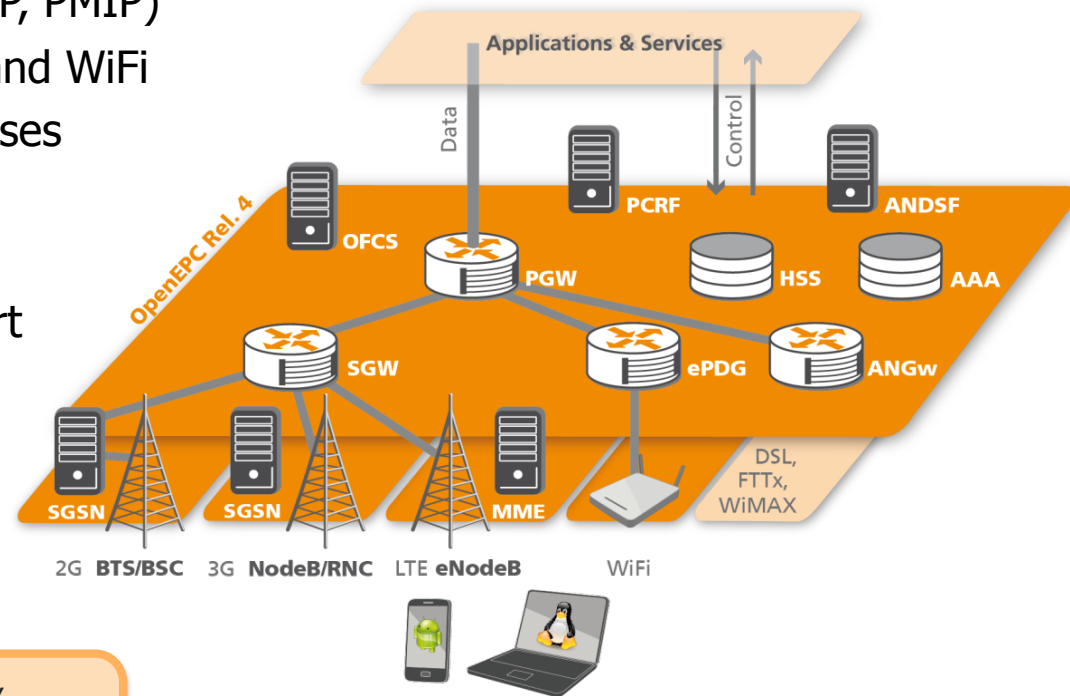 P, PMIP)
and WiFi
ses
rt
Applications & Services
Data
Control
OpenEPC Rel. 4
OFCS
PCRF
ANDSF
PGW
HSS
AAA
SGW
ePDG
ANGw
SGSN
SGSN
MME
DSL,
FTTx,
WiMAX
2G BTS/BSC
3G NodeB/RNC
LTE eNodeB
WiFi